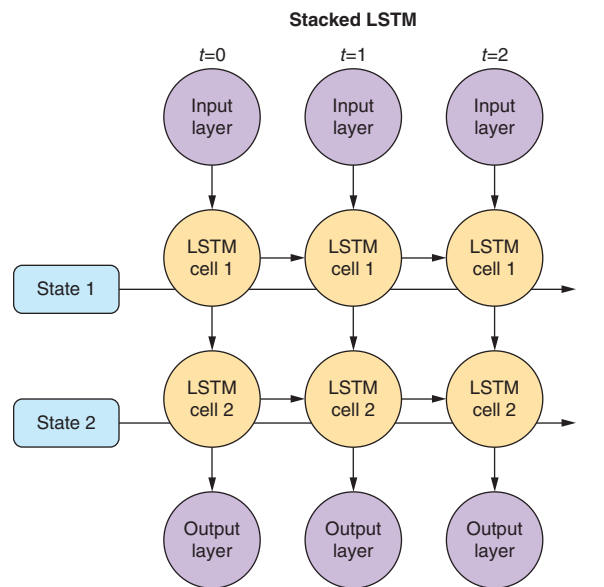 Stacked LSTM
t=0
t=1
t=2
Input
layer
Input
layer
Input
layer
LSTM
cell 1
LSTM
cell 1
LSTM
cell 1
State 1
LSTM
cell 2
LSTM
cell 2
LSTM
cell 2
State 2
Output
layer
Output
layer
Output
layer